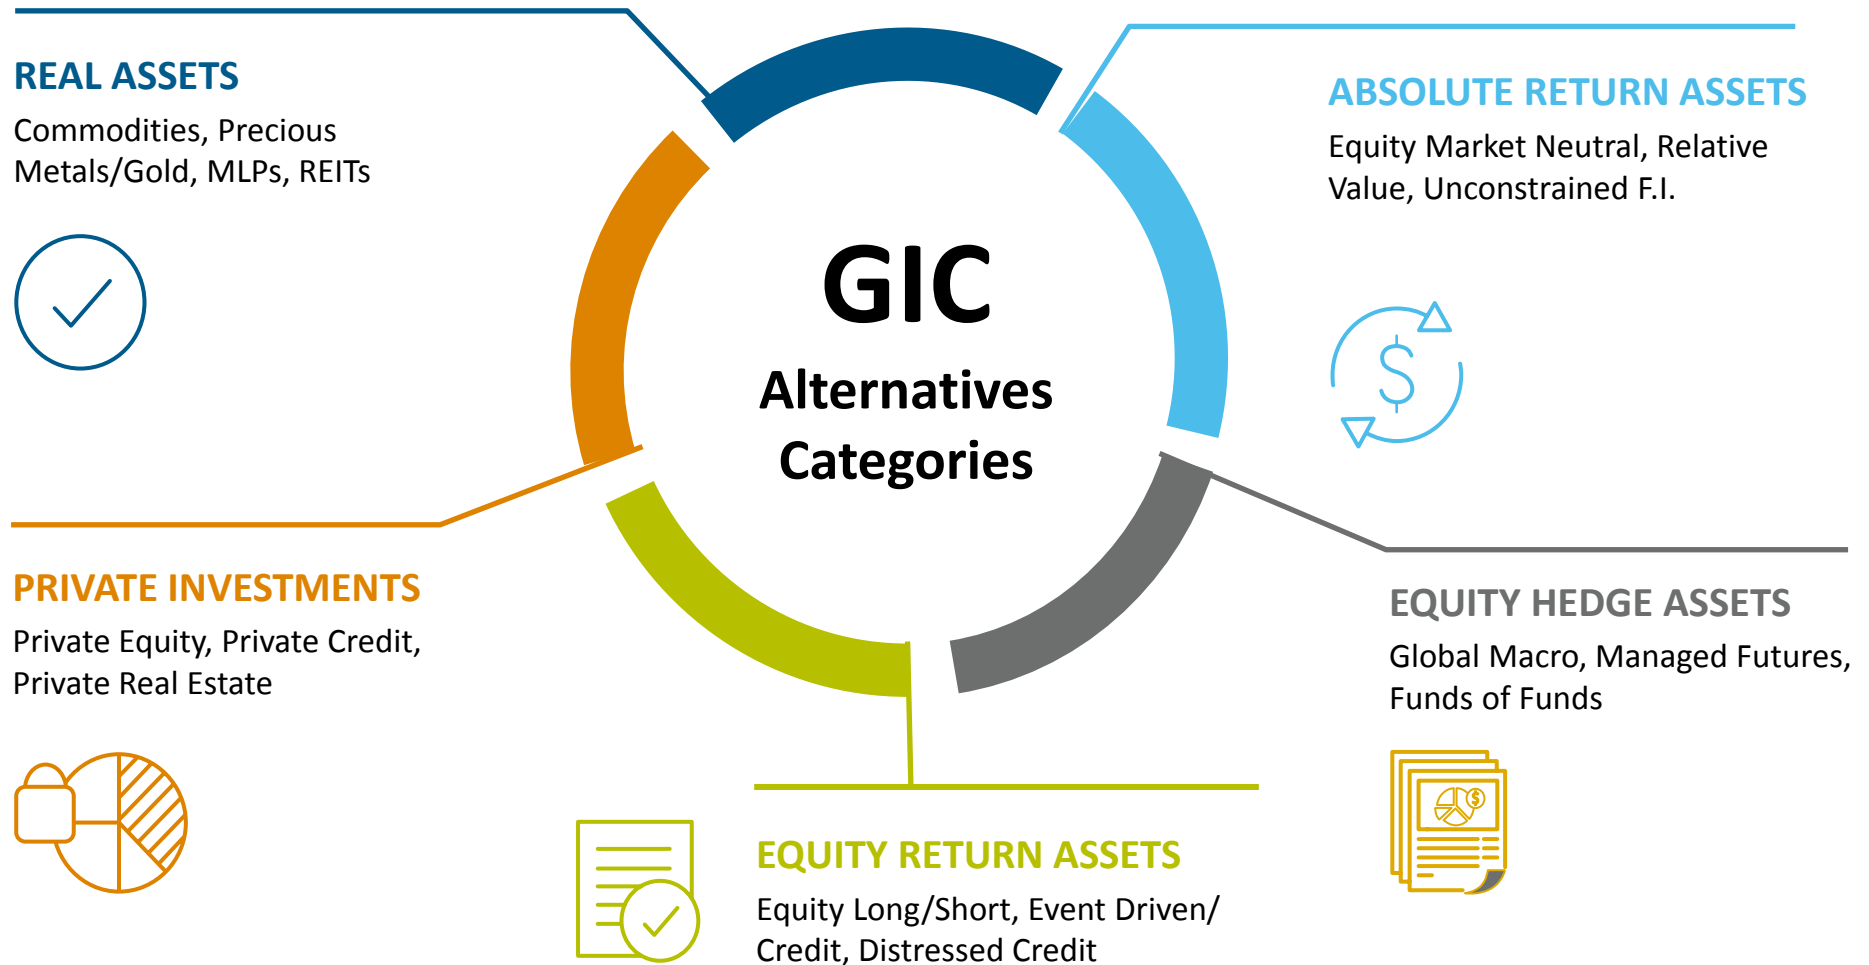 REAL ASSETS
Commodities, Precious
Metals/Gold, MLPs, REITs
ABSOLUTE RETURN ASSETS
Equity Market Neutral, Relative
Value, Unconstrained F.I.
GIC
Alternatives
Categories
$
PRIVATE INVESTMENTS
Private Equity, Private Credit,
Private Real Estate
EQUITY HEDGE ASSETS
Global Macro, Managed Futures,
Funds of Funds
$
EQUITY RETURN ASSETS
Equity Long/Short, Event Driven/
Credit, Distressed Credit